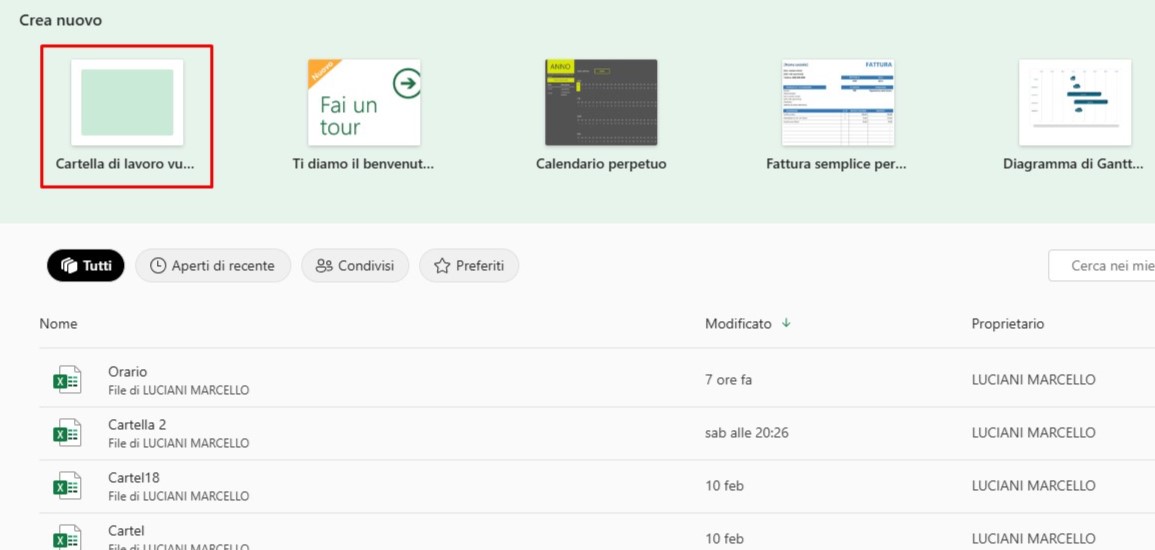 Crea nuovo
Nuovo
Fai un
tour
ANNO
FATTURA
Cartella di lavoro vu...
Ti diamo il benvenut...
Calendario perpetuo
Fattura semplice per...
Diagramma di Gantt...
Tutti
Aperti di recente
Condivisi
Preferiti
Cerca nei mie
Nome
Modificato
Proprietario
Orario
File di LUCIANI MARCELLO
7 ore fa
LUCIANI MARCELLO
Cartella 2
File di LUCIANI MARCELLO
sab alle 20:26
LUCIANI MARCELLO
Cartel18
File di LUCIANI MARCELLO
10 feb
LUCIANI MARCELLO
Cartel
File di LUCIANI MARCELLO
10 feb
LUCIANI MARCELLO